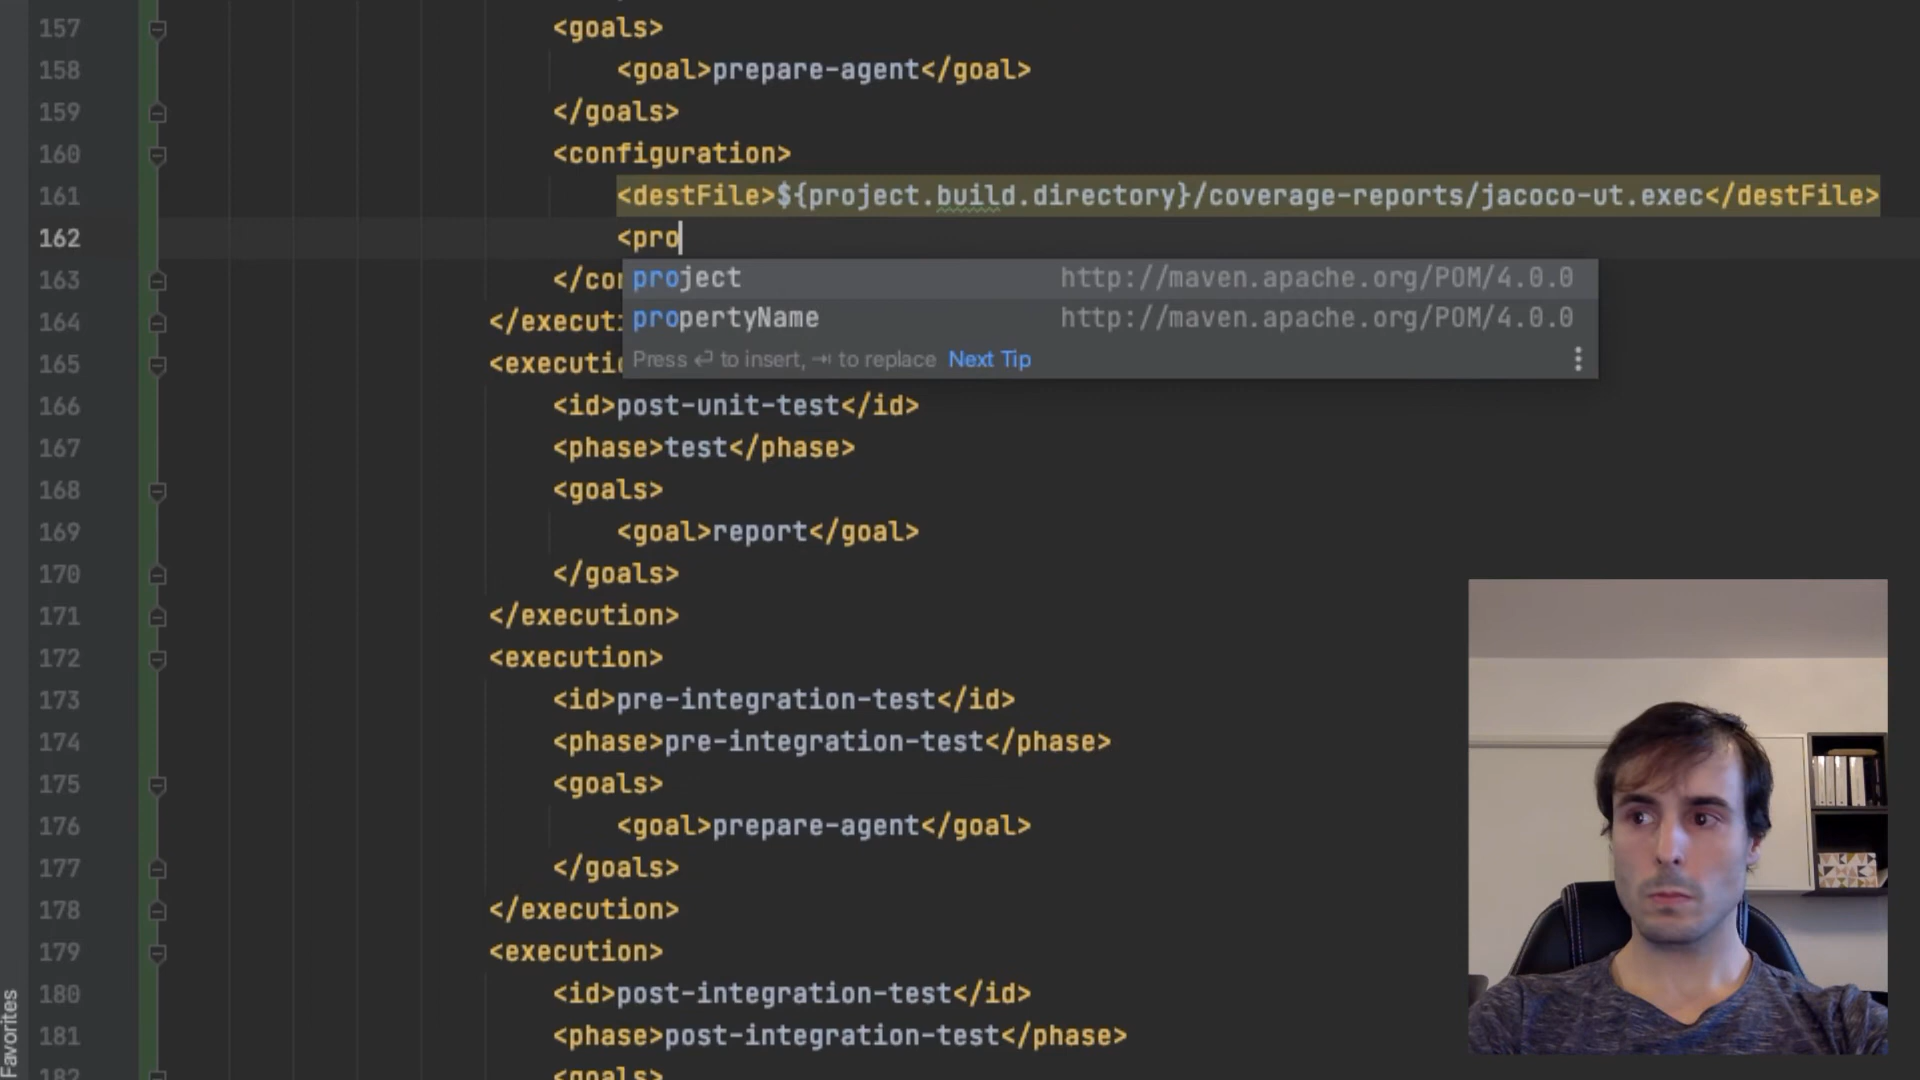 157 <goals>
158 <goal>prepare-agent</goal>
159 </goals>
160 <configuration>
161 <destFile>${project.build.directory}/coverage-reports/jacoco-ut.exec</destFile>
162 <pro
project http://maven.apache.org/POM/4.0.0
163 </con
propertyName http://maven.apache.org/POM/4.0.0
164 </executi
Press ↵ to insert, ⇥ to replace Next Tip
165 <executi
166 <id>post-unit-test</id>
167 <phase>test</phase>
168 <goals>
169 <goal>report</goal>
170 </goals>
171 </execution>
172 <execution>
173 <id>pre-integration-test</id>
174 <phase>pre-integration-test</phase>
175 <goals>
176 <goal>prepare-agent</goal>
177 </goals>
178 </execution>
179 <execution>
180 <id>post-integration-test</id>
181 <phase>post-integration-test</phase>
182 <goals>
Favorites